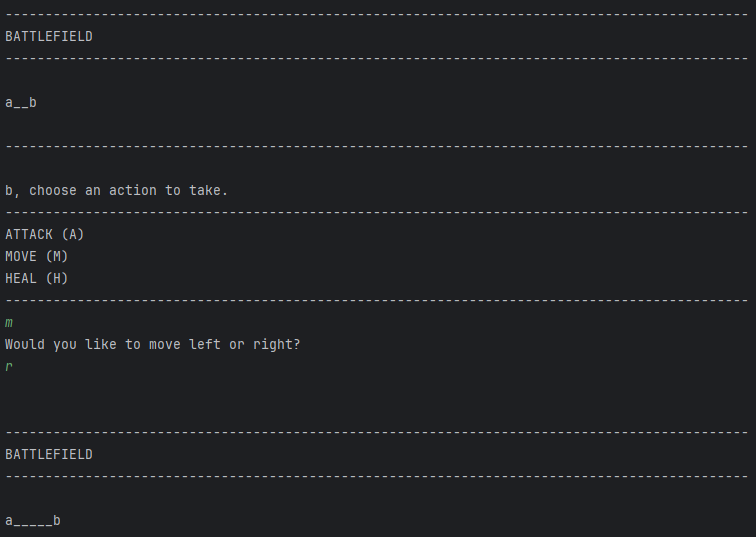 ---------------------------------------------------------------------------------------------
BATTLEFIELD
---------------------------------------------------------------------------------------------
a__b
---------------------------------------------------------------------------------------------
b, choose an action to take.
---------------------------------------------------------------------------------------------
ATTACK (A)
MOVE (M)
HEAL (H)
---------------------------------------------------------------------------------------------
m
Would you like to move left or right?
r
---------------------------------------------------------------------------------------------
BATTLEFIELD
---------------------------------------------------------------------------------------------
a_____b